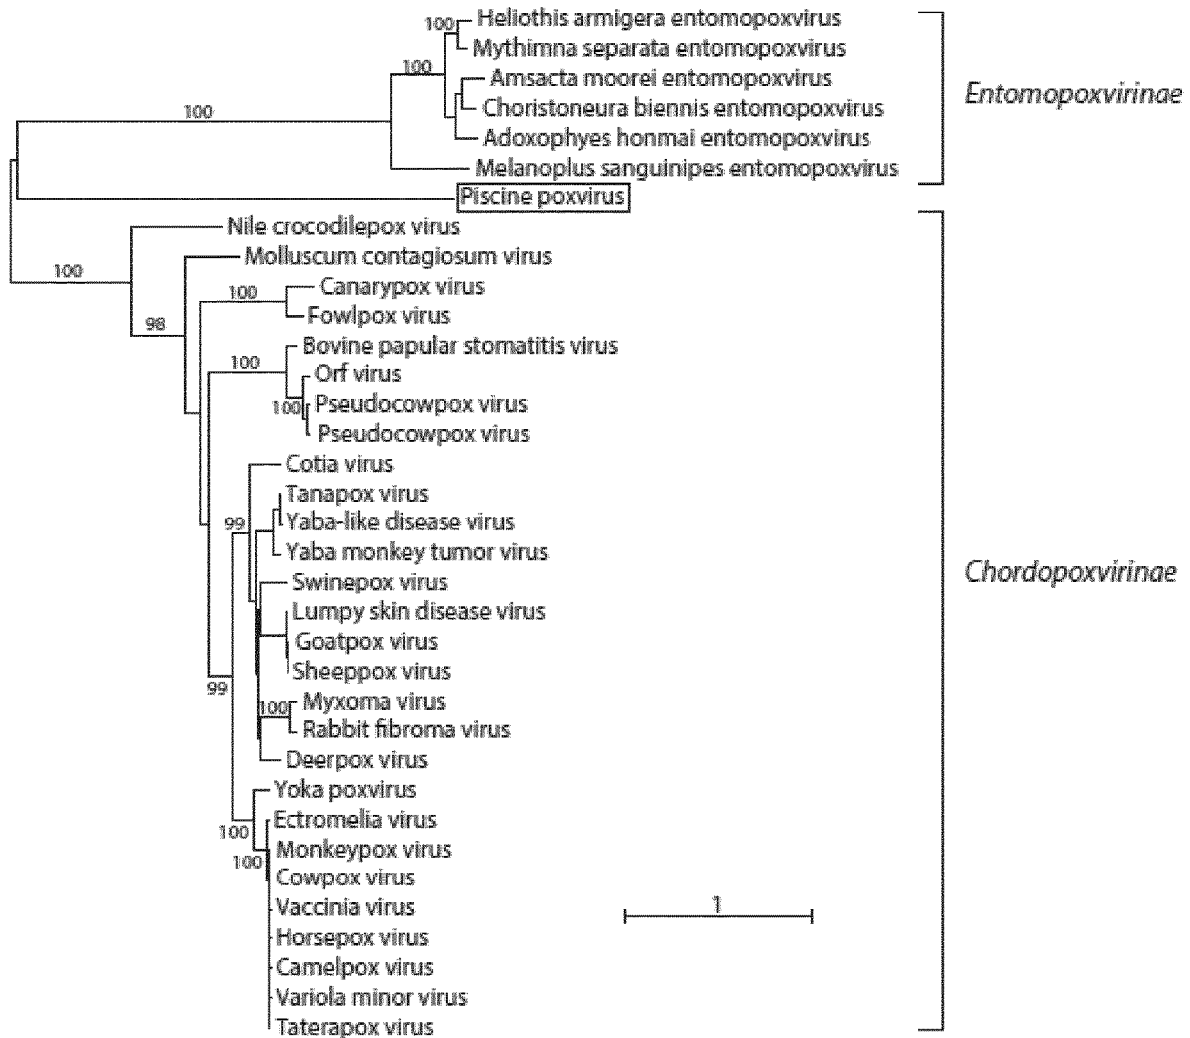 100
Heliothis armigera entomopoxvirus
Mythimna separata entomopoxvirus
100
Amsacta moorei entomopoxvirus
Entomopoxvirinae
100
Choristoneura biennis entomopoxvirus
Adoxophyes honmai entomopoxvirus
Melanoplus sanguinipes entomopoxvirus
Piscine poxvirus
Nile crocodilepox virus
Molluscum contagiosum virus
100
Canarypox virus
100
Fowlpox virus
98
Bovine papular stomatitis virus
100
Orf virus
100
Pseudocowpox virus
Pseudocowpox virus
Cotia virus
Tanapox virus
99
Yaba-like disease virus
Yaba monkey tumor virus
Chordopoxvirinae
Swinepox virus
Lumpy skin disease virus
Goatpox virus
Sheeppox virus
99
Myxoma virus
100
Rabbit fibroma virus
Deerpox virus
Yoka poxvirus
Ectromelia virus
100
Monkeypox virus
100
Cowpox virus
Vaccinia virus
1
Horsepox virus
Camelpox virus
Variola minor virus
Taterapox virus